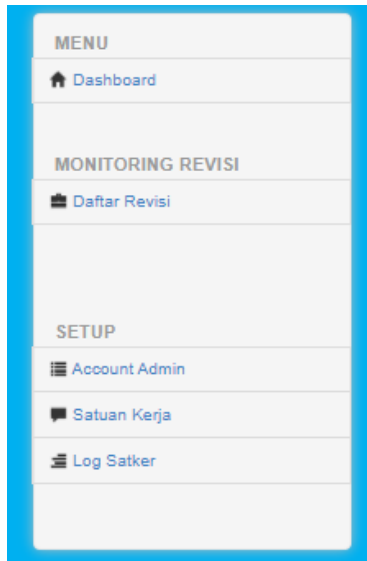 MENU
Dashboard
MONITORING REVISI
Daftar Revisi
SETUP
Account Admin
Satuan Kerja
Log Satker